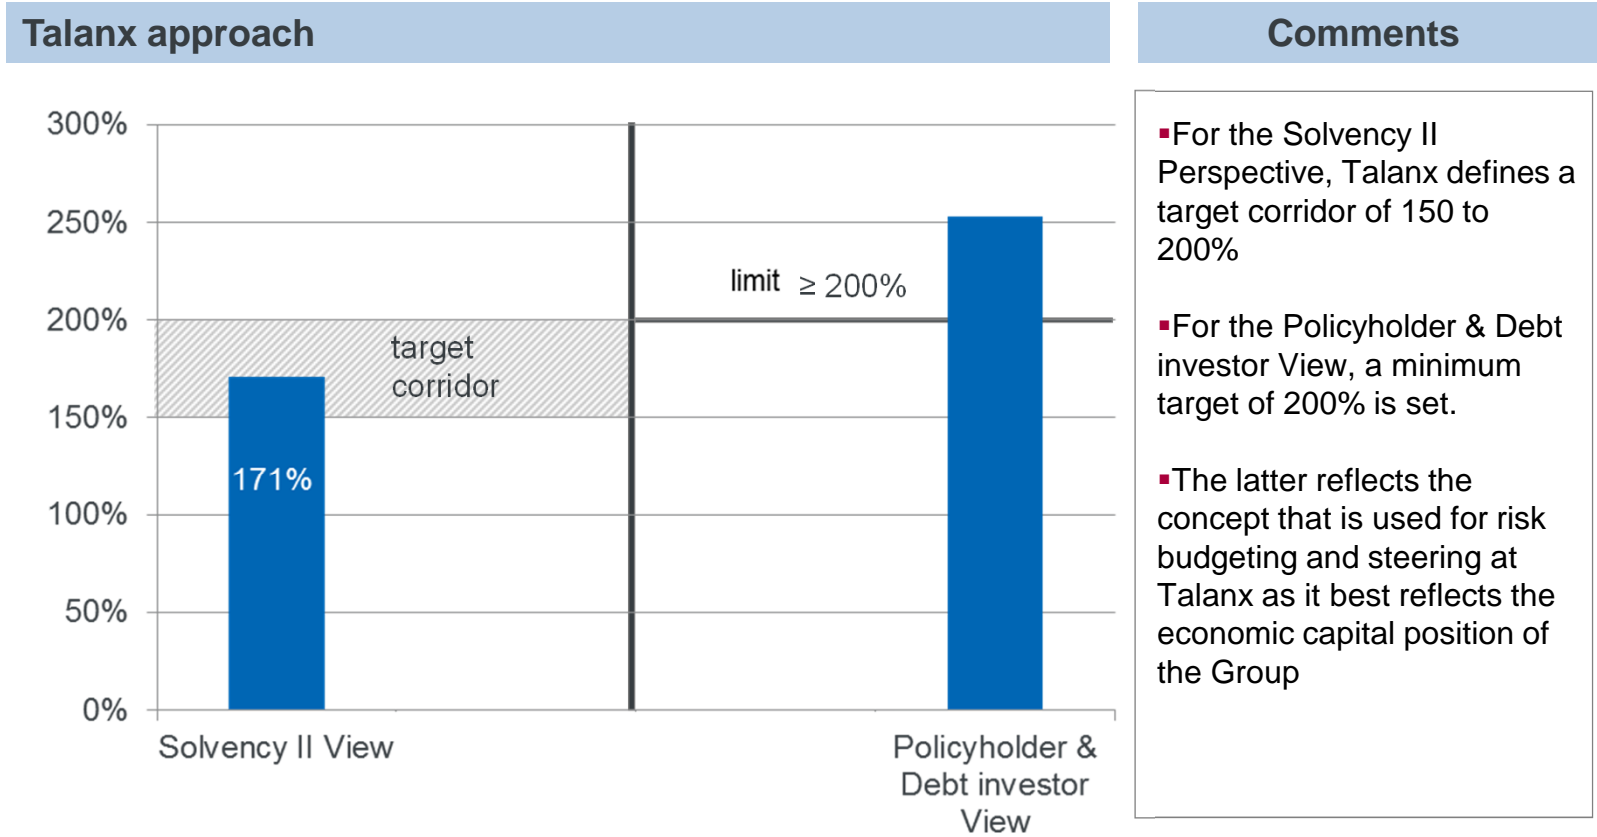 Talanx approach
Comments
300%
250%
200%
150%
100%
50%
0%
limit ≥ 200%
target
corridor
171%
Solvency II View
Policyholder &
Debt investor
View
▪For the Solvency II
Perspective, Talanx defines a
target corridor of 150 to
200%
▪For the Policyholder & Debt
investor View, a minimum
target of 200% is set.
▪The latter reflects the
concept that is used for risk
budgeting and steering at
Talanx as it best reflects the
economic capital position of
the Group